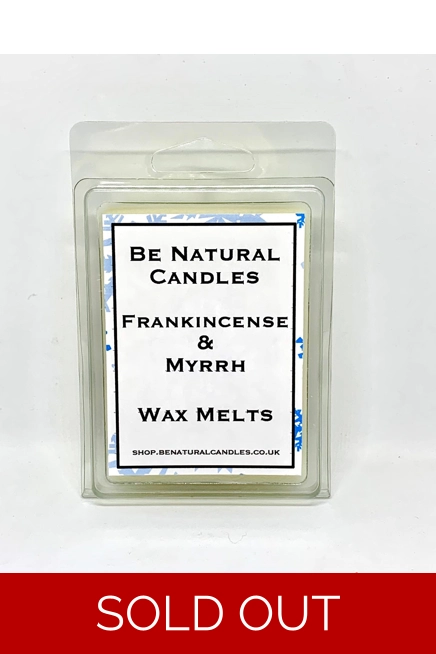 Be Natural
Candles
Frankincense
&
Myrrh
Wax Melts
shop.benaturalcandles.co.uk
SOLD OUT